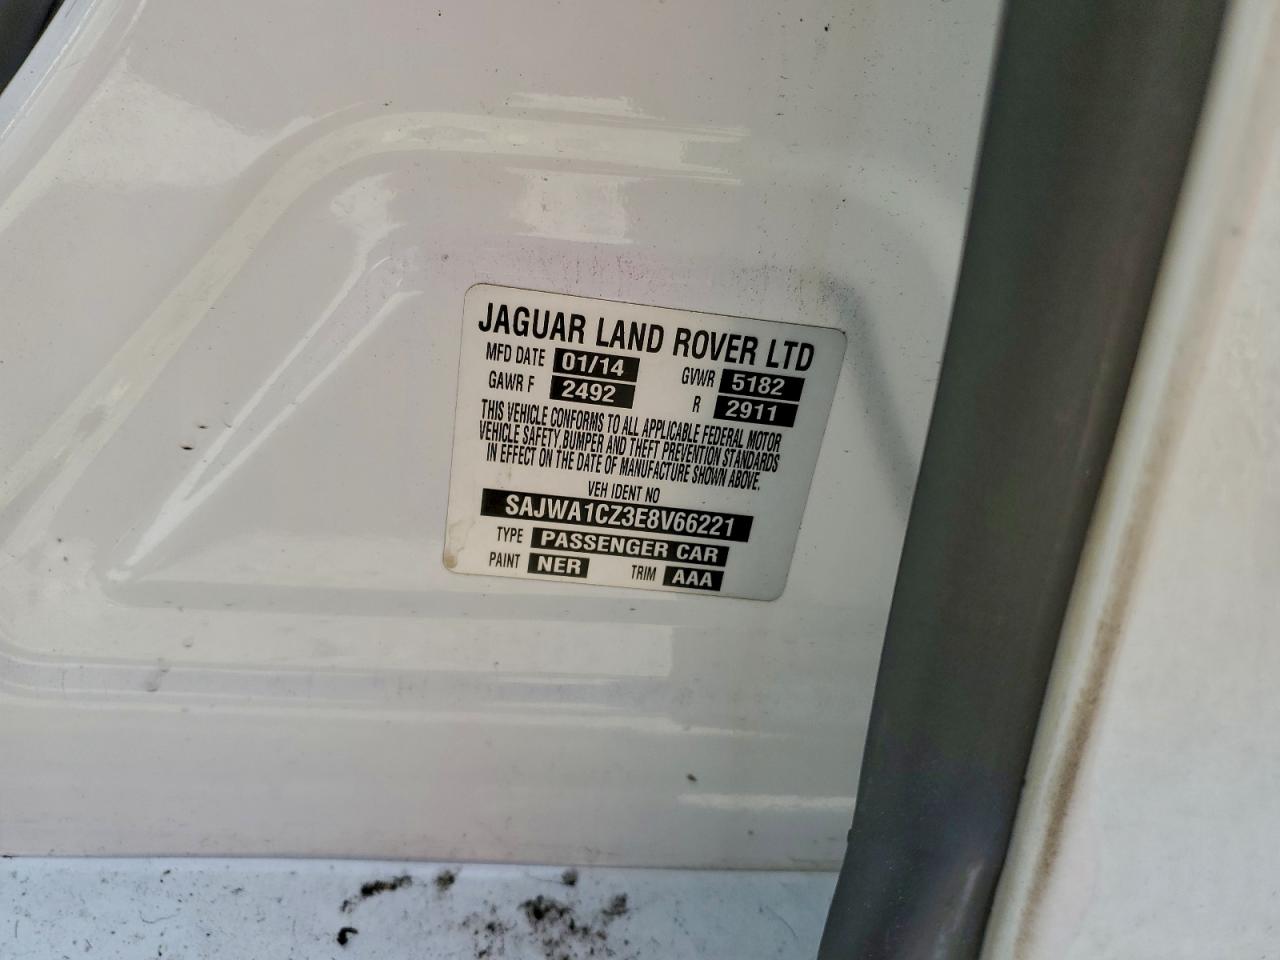 JAGUAR LAND ROVER LTD
MFD DATE 01/14 GVWR 5182
GAWR F 2492 R 2911
THIS VEHICLE CONFORMS TO ALL APPLICABLE FEDERAL MOTOR
VEHICLE SAFETY,BUMPER AND THEFT PREVENTION STANDARDS
IN EFFECT ON THE DATE OF MANUFACTURE SHOWN ABOVE.
VEH IDENT NO
SAJWA1CZ3E8V66221
TYPE PASSENGER CAR
PAINT NER TRIM AAA